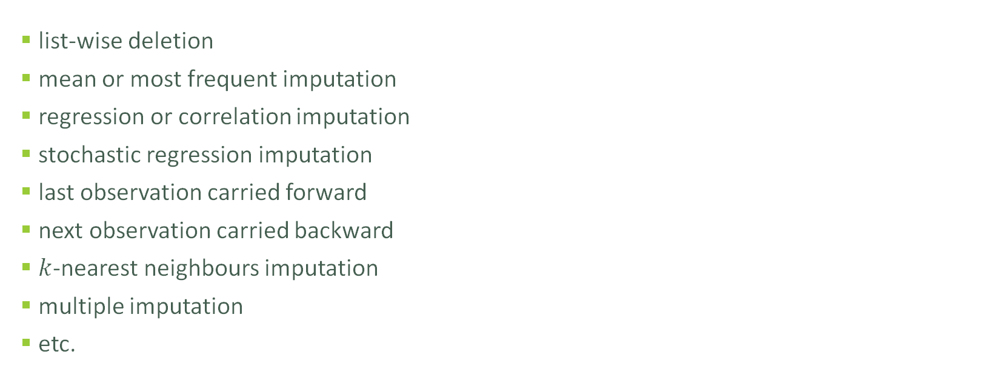 ▪ list-wise deletion
▪ mean or most frequent imputation
▪ regression or correlation imputation
▪ stochastic regression imputation
▪ last observation carried forward
▪ next observation carried backward
▪ k-nearest neighbours imputation
▪ multiple imputation
▪ etc.